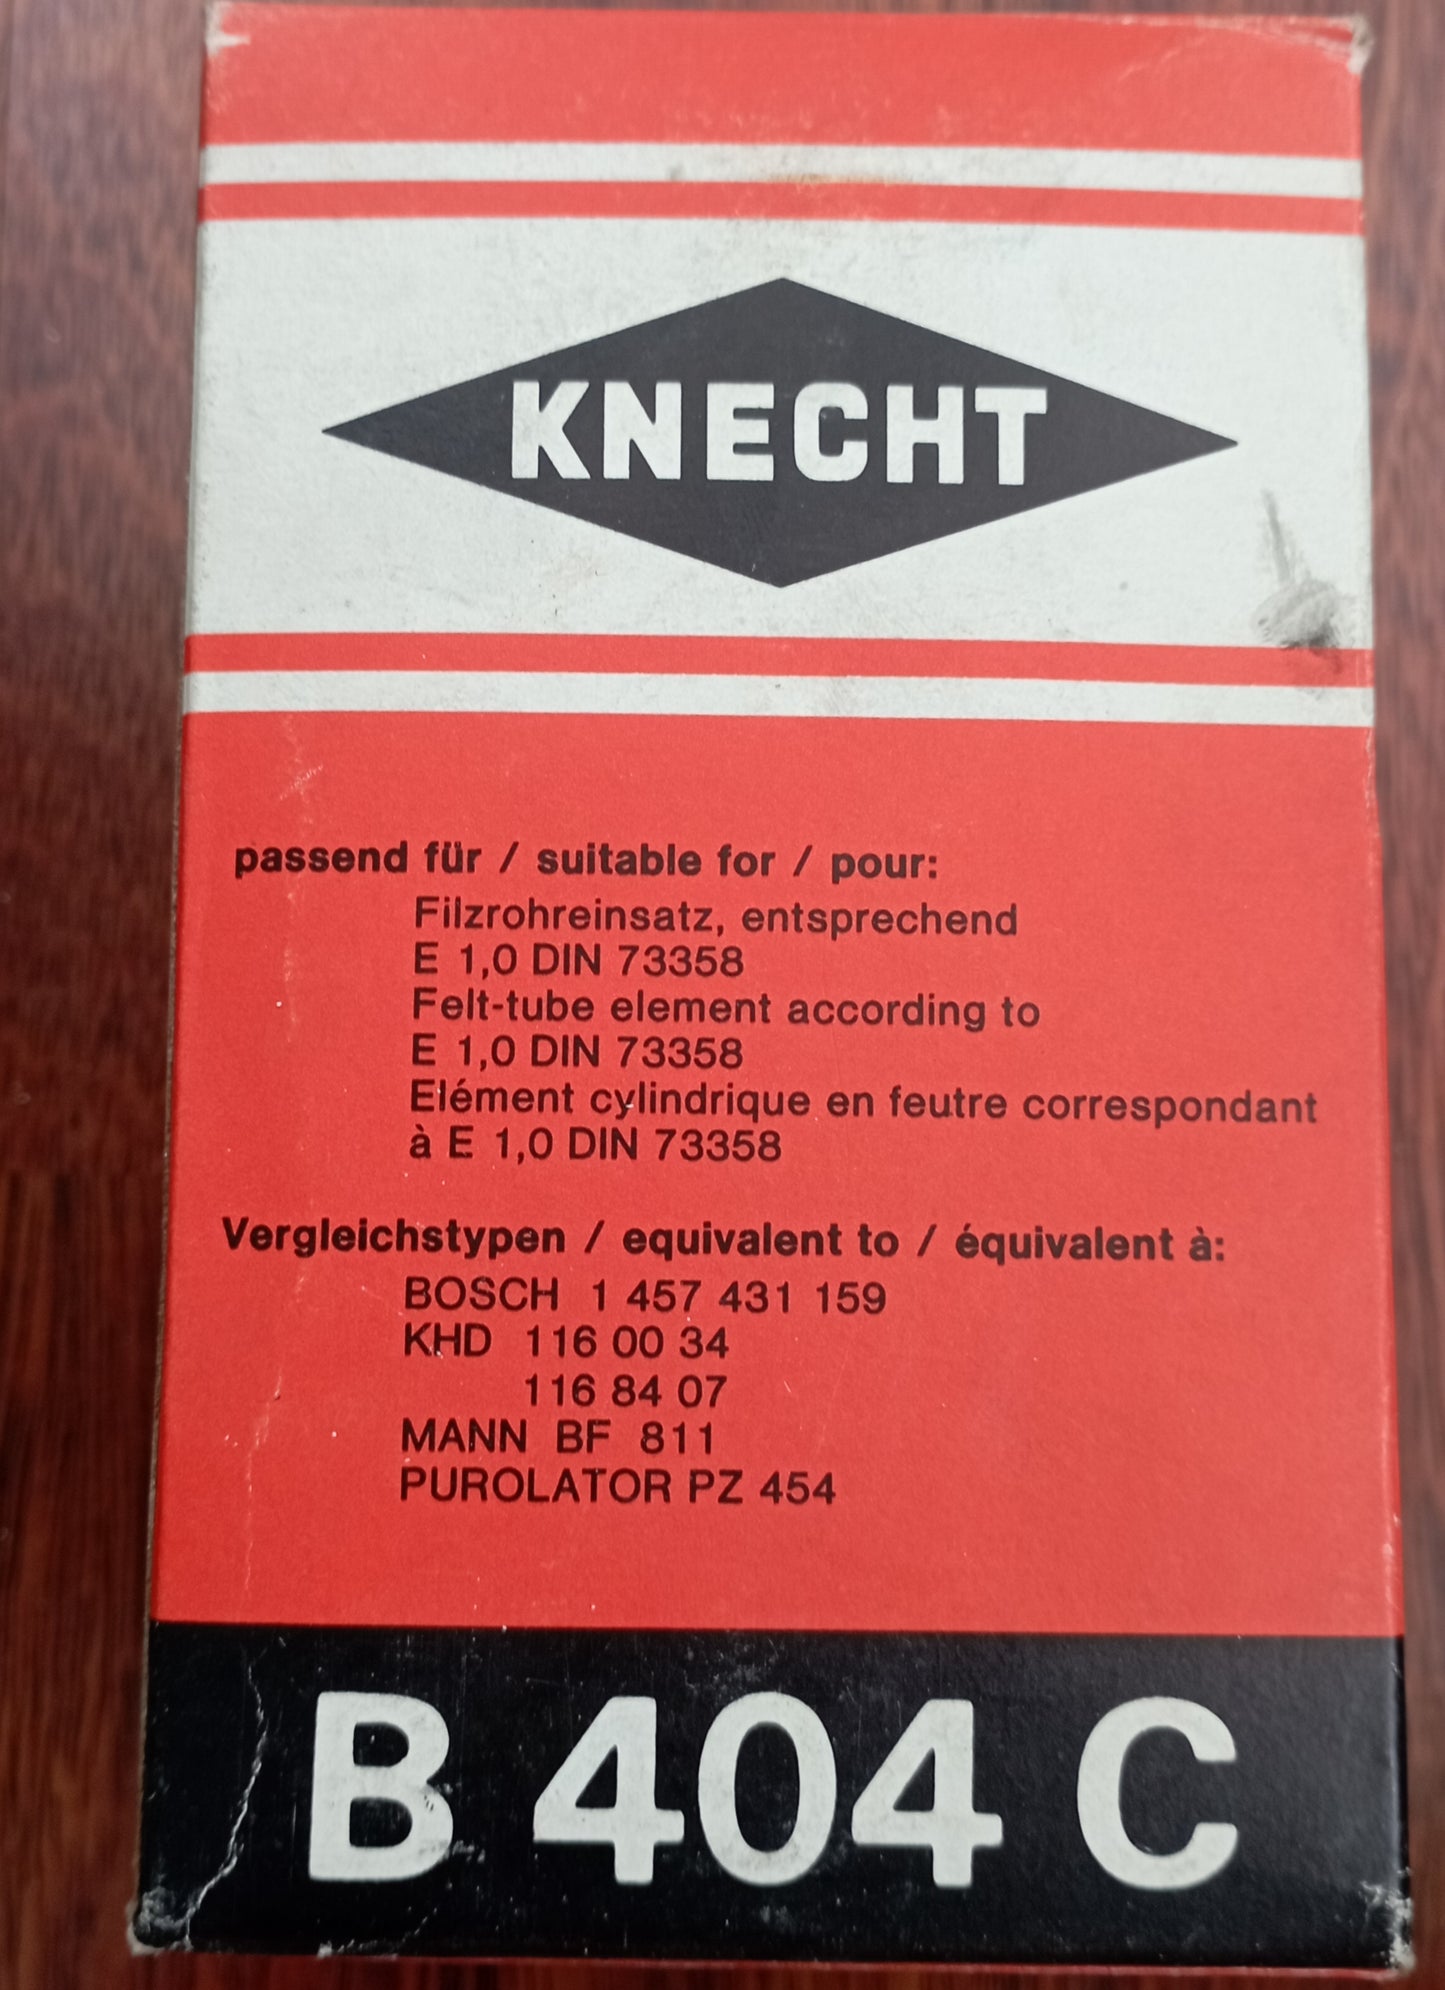 KNECHT
passend für / suitable for / pour:
Filzrohreinsatz, entsprechend
E 1,0 DIN 73358
Felt-tube element according to
E 1,0 DIN 73358
Elément cylindrique en feutre correspondant
à E 1,0 DIN 73358
Vergleichstypen / equivalent to / équivalent à:
BOSCH 1 457 431 159
KHD 116 00 34
116 84 07
MANN BF 811
PUROLATOR PZ 454
B 404 C